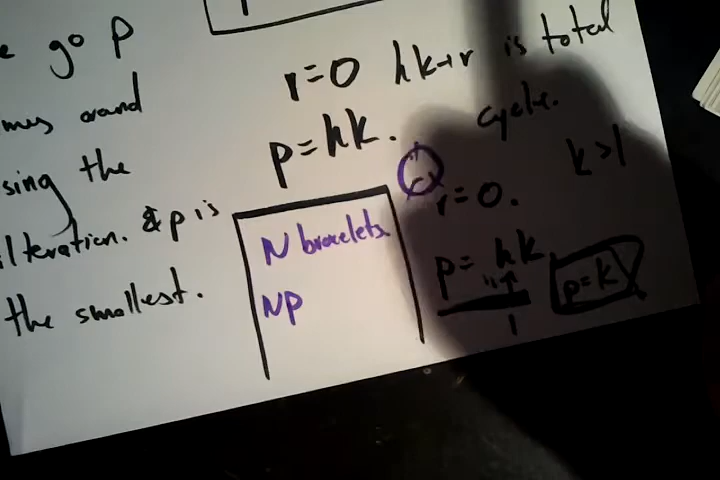 go p
mes around
sing the
lteration. & p is
the smallest.
r=0 hk+r is total
cycle.
p=hk.
k>1
r=0.
p=hk
1
p=k
N bracelets.
NP